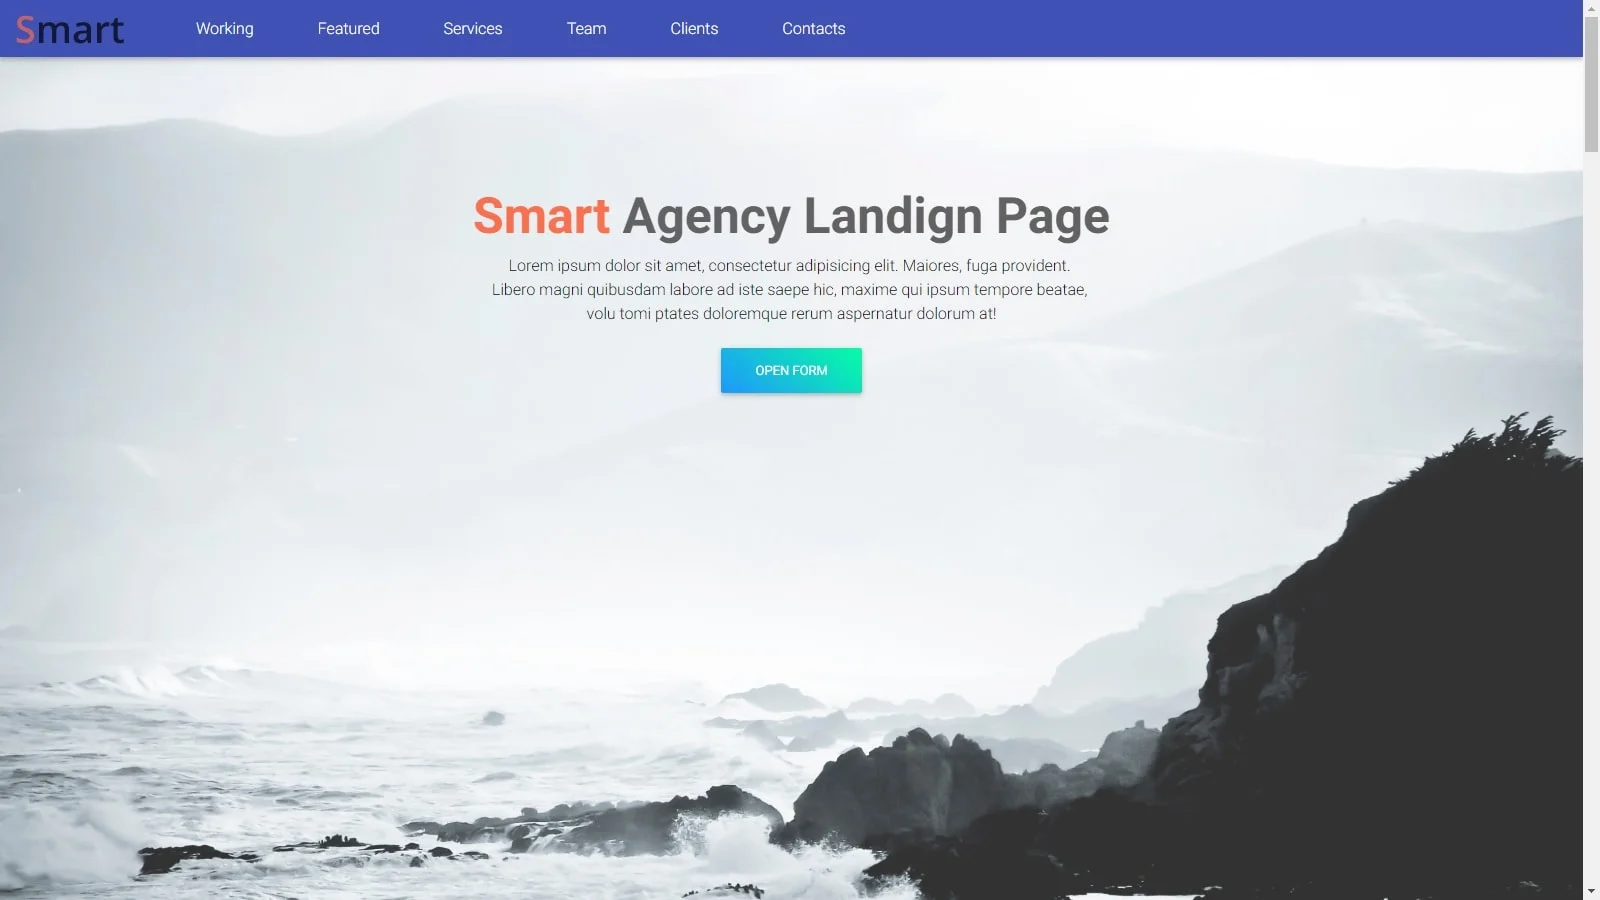 Smart Working Featured Services Team Clients Contacts
Smart Agency Landign Page
Lorem ipsum dolor sit amet, consectetur adipisicing elit. Maiores, fuga provident.
Libero magni quibusdam labore ad iste saepe hic, maxime qui ipsum tempore beatae,
volu tomi ptates doloremque rerum aspernatur dolorum at!
OPEN FORM